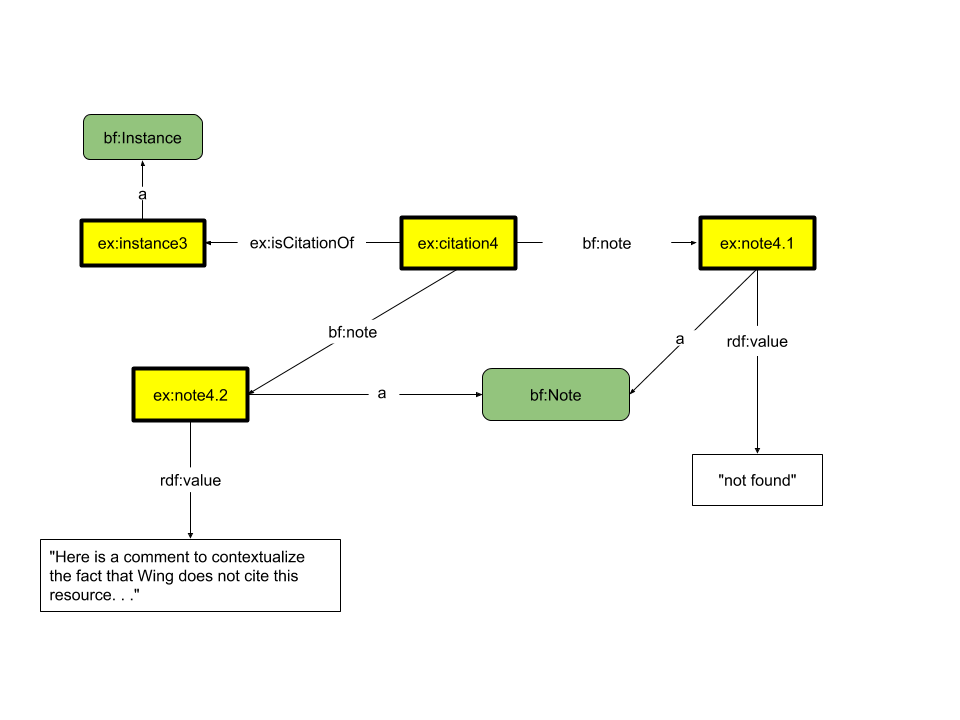 bf:Instance
a
ex:instance3
ex:isCitationOf
ex:citation4
bf:note
ex:note4.1
bf:note
a
rdf:value
ex:note4.2
a
bf:Note
rdf:value
"not found"
"Here is a comment to contextualize
the fact that Wing does not cite this
resource. . ."